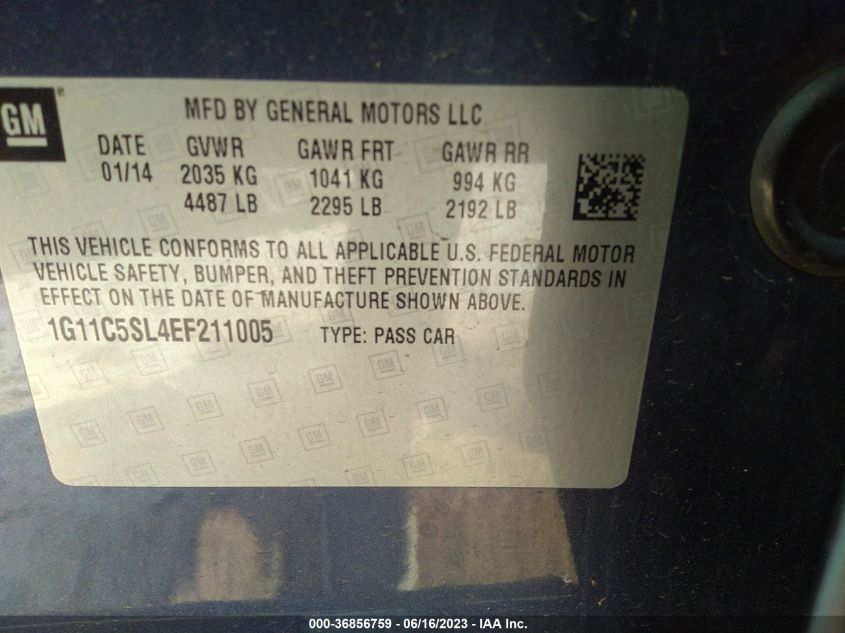 GM
MFD BY GENERAL MOTORS LLC
DATE GVWR GAWR FRT GAWR RR
01/14 2035 KG 1041 KG 994 KG
4487 LB 2295 LB 2192 LB
THIS VEHICLE CONFORMS TO ALL APPLICABLE U.S. FEDERAL MOTOR
VEHICLE SAFETY, BUMPER, AND THEFT PREVENTION STANDARDS IN
EFFECT ON THE DATE OF MANUFACTURE SHOWN ABOVE.
1G11C5SL4EF211005 TYPE: PASS CAR
000-36856759 - 06/16/2023 - IAA Inc.